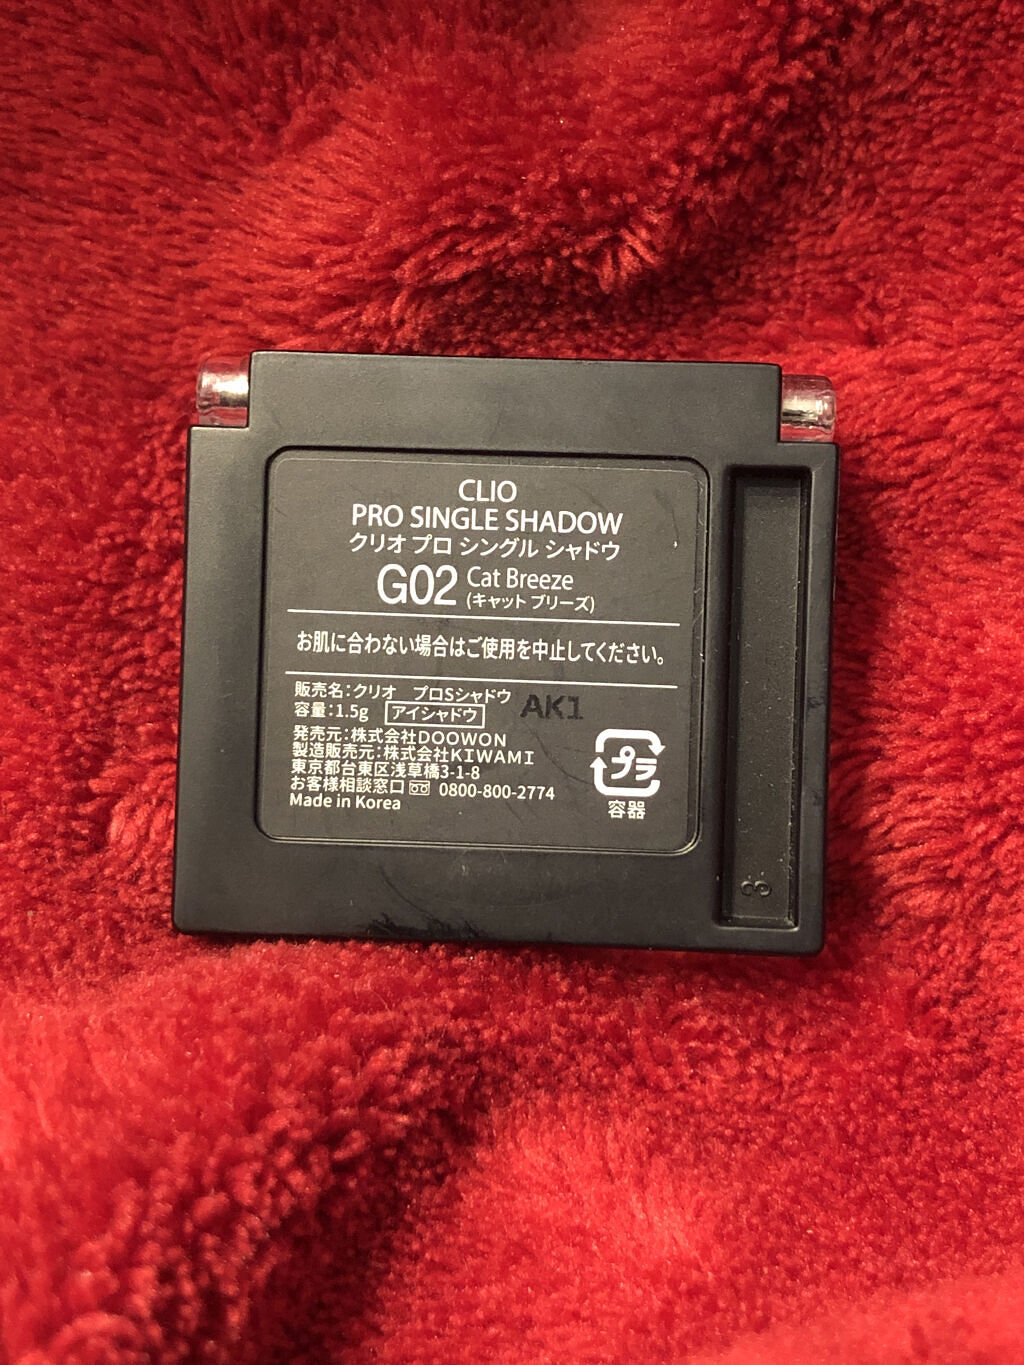 CLIO
PRO SINGLE SHADOW
クリオ プロ シングル シャドウ
G02 Cat Breeze
(キャット ブリーズ)
お肌に合わない場合はご使用を中止してください。
販売名:クリオ プロSシャドウ
容量:1.5g アイシャドウ
AK1
発売元:株式会社DOOWON
製造販売元:株式会社KIWAMI
東京都台東区浅草橋3-1-8
お客様相談窓口 0800-800-2774
Made in Korea
プラ
容器
3